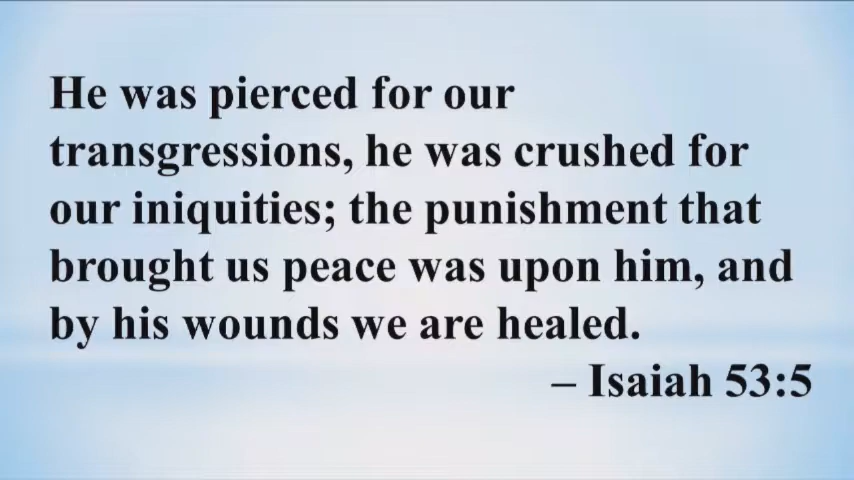 He was pierced for our
transgressions, he was crushed for
our iniquities; the punishment that
brought us peace was upon him, and
by his wounds we are healed.
– Isaiah 53:5